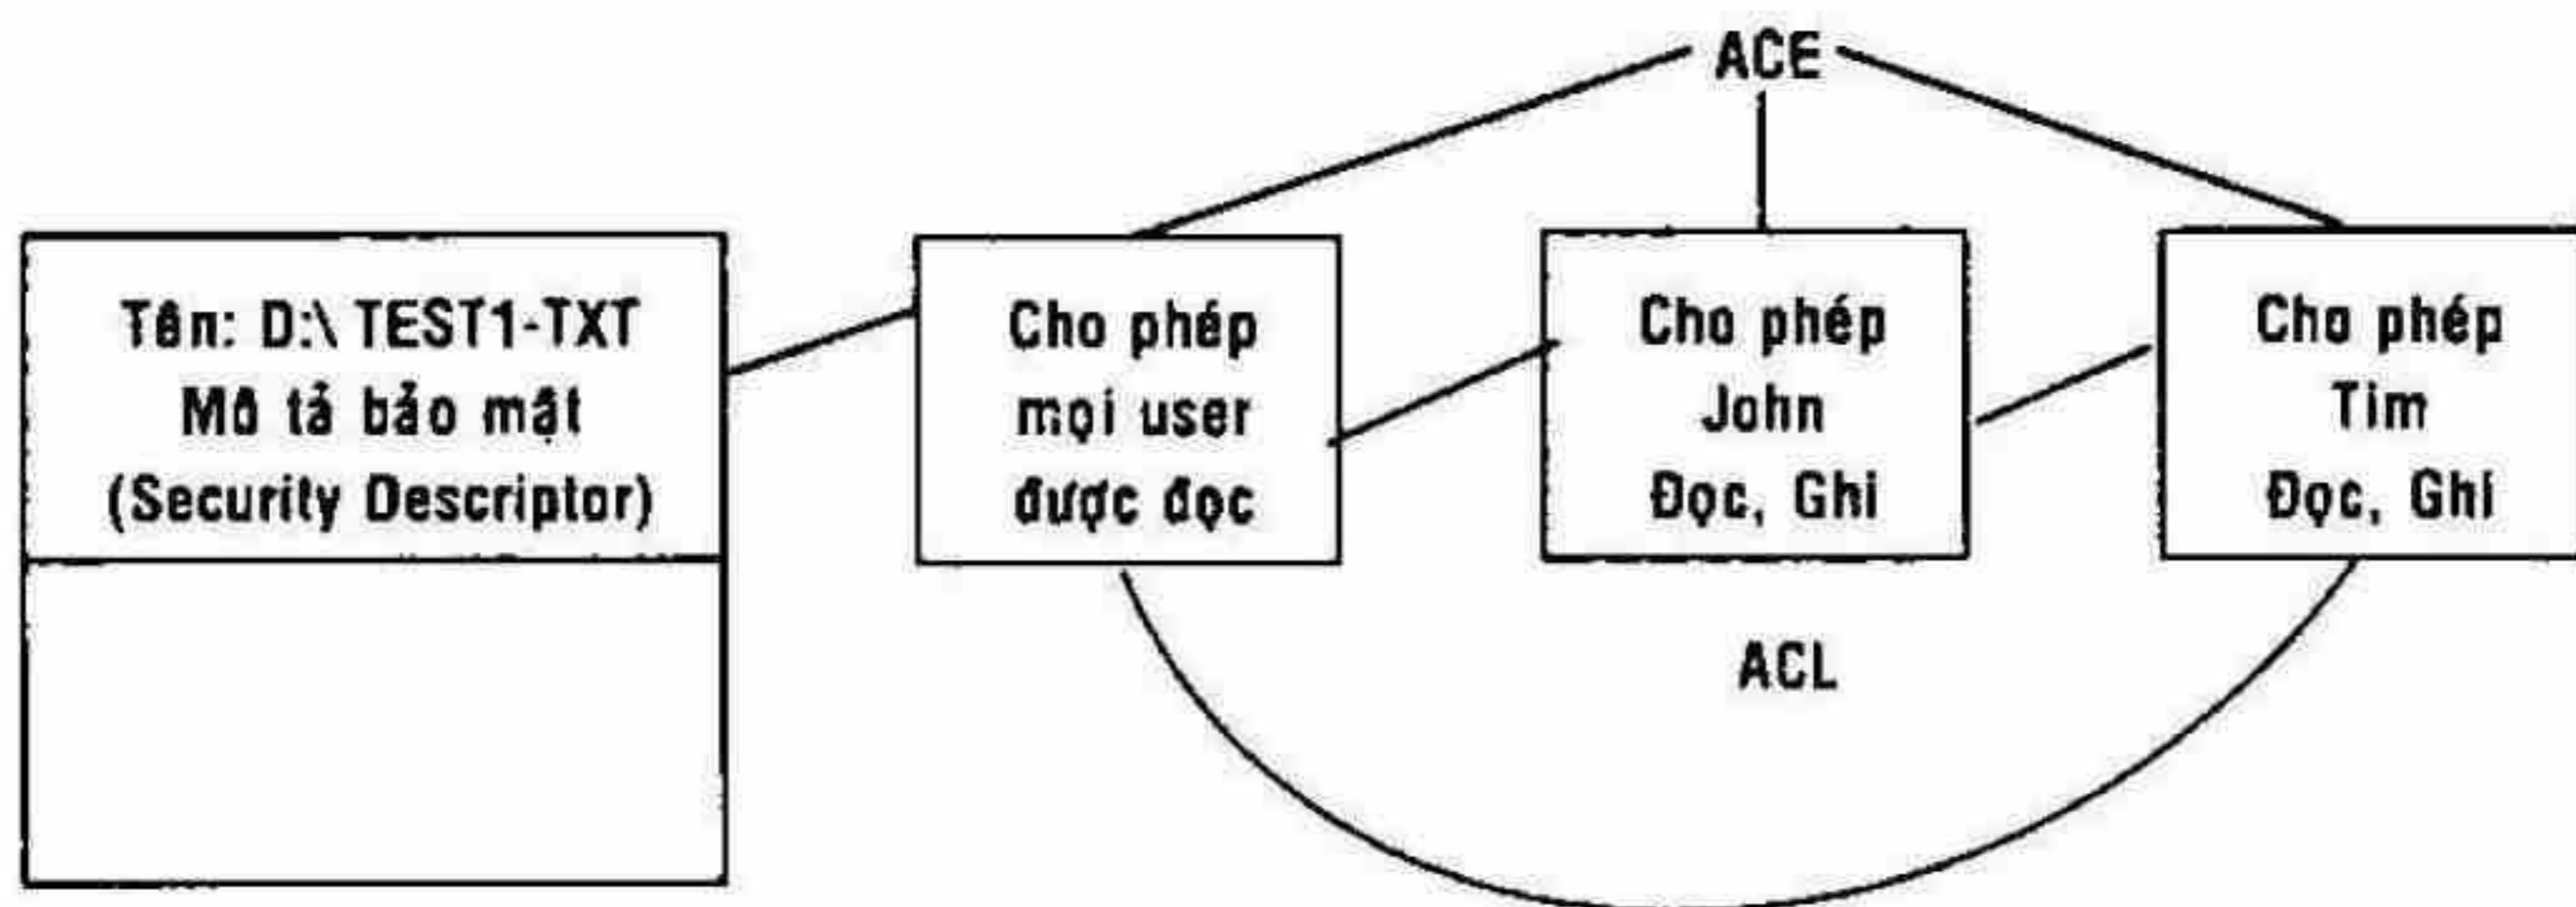 ACE
Tên: D:\ TEST1-TXT
Mô tả bảo mật
(Security Descriptor)
Cho phép
mọi user
được đọc
Cho phép
John
Đọc, Ghi
Cho phép
Tim
Đọc, Ghi
ACL